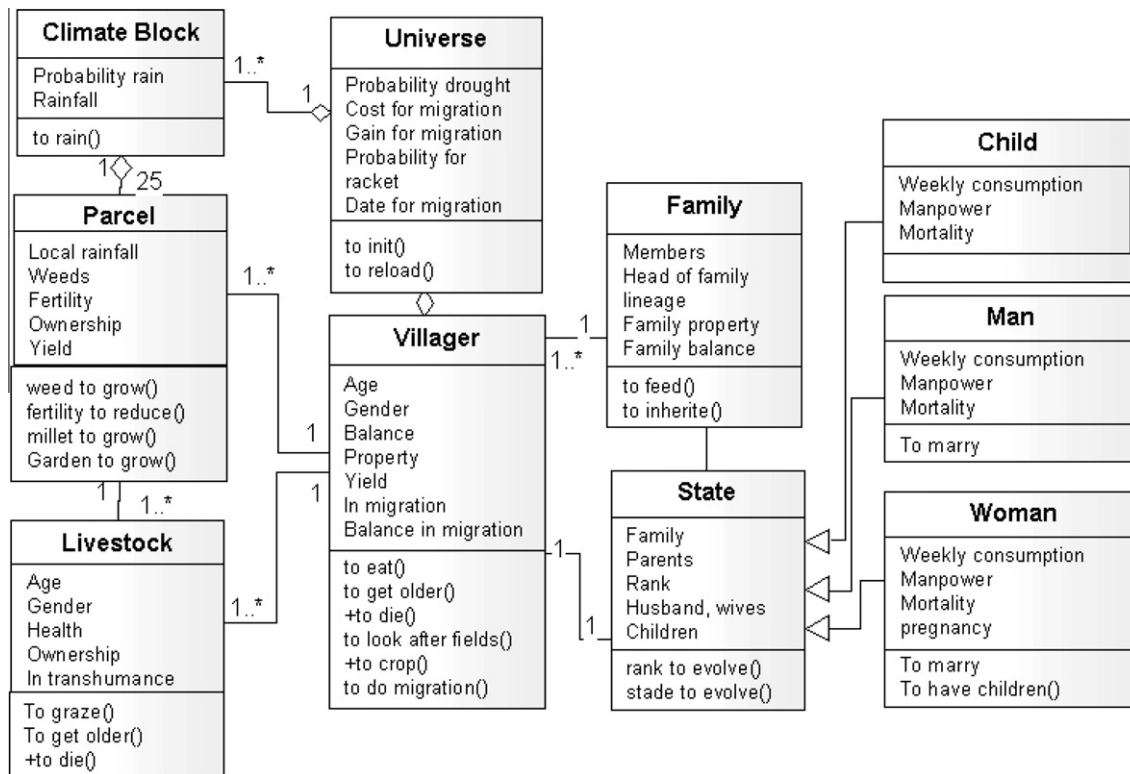 Climate Block
Probability rain
Rainfall
to rain()
1..*
1
Universe
Probability drought
Cost for migration
Gain for migration
Probability for
racket
Date for migration
to init()
to reload()
1
25
Parcel
Local rainfall
Weeds
Fertility
Ownership
Yield
weed to grow()
fertility to reduce()
millet to grow()
Garden to grow()
1..*
1
1
1..*
Livestock
Age
Gender
Health
Ownership
In transhumance
To graze()
To get older()
+to die()
1..*
1
Villager
Age
Gender
Balance
Property
Yield
In migration
Balance in migration
to eat()
to get older()
+to die()
to look after fields()
+to crop()
to do migration()
1
1..*
Family
Members
Head of family
lineage
Family property
Family balance
to feed()
to inherite()
1
1
State
Family
Parents
Rank
Husband, wives
Children
rank to evolve()
stade to evolve()
Child
Weekly consumption
Manpower
Mortality
Man
Weekly consumption
Manpower
Mortality
To marry
Woman
Weekly consumption
Manpower
Mortality
pregnancy
To marry
To have children()